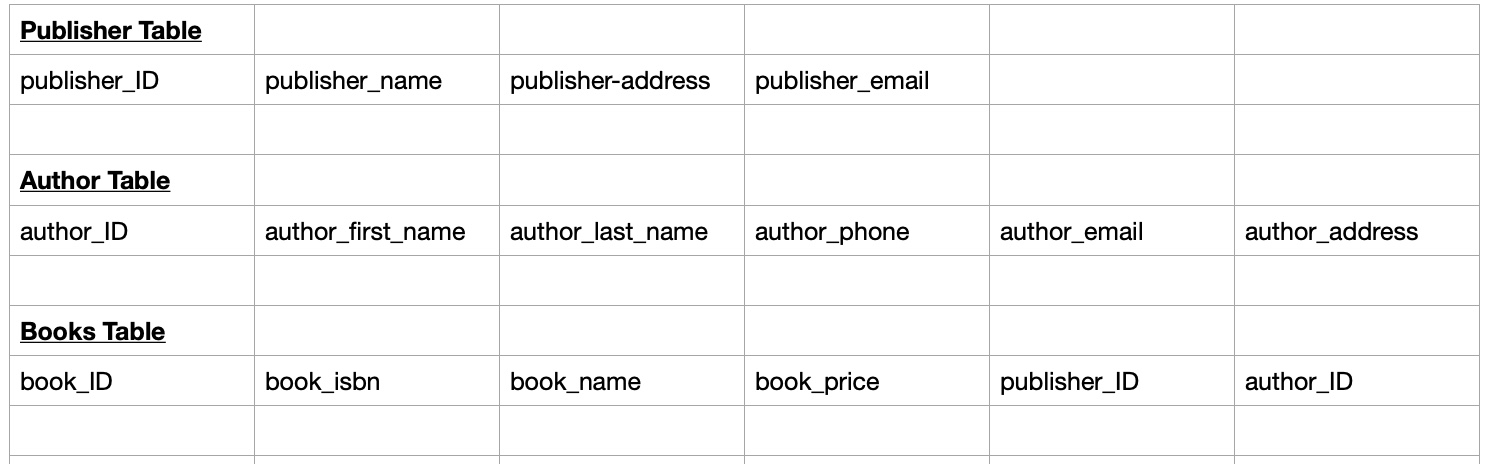 Publisher Table
publisher_ID publisher_name publisher-address publisher_email
Author Table
author_ID author_first_name author_last_name author_phone author_email author_address
Books Table
book_ID book_isbn book_name book_price publisher_ID author_ID